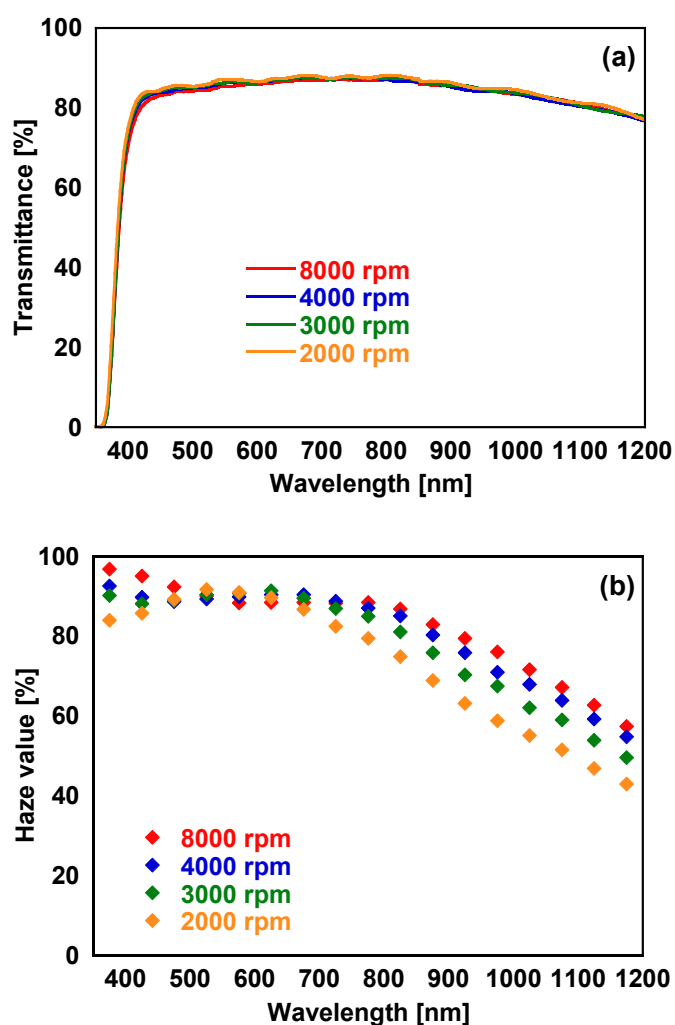 (a)
100
80
60
40
20
0
Transmittance [%]
8000 rpm
4000 rpm
3000 rpm
2000 rpm
400 500 600 700 800 900 1000 1100 1200
Wavelength [nm]
(b)
100
80
60
40
20
0
Haze value [%]
8000 rpm
4000 rpm
3000 rpm
2000 rpm
400 500 600 700 800 900 1000 1100 1200
Wavelength [nm]